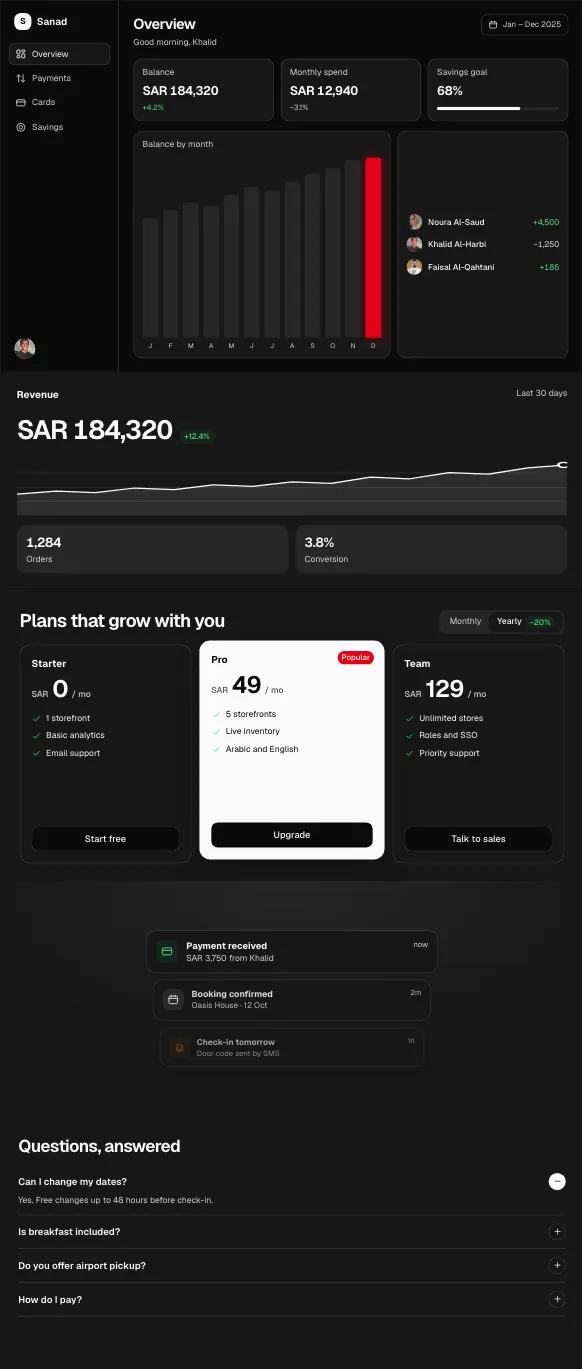 S Sanad
Overview
Payments
Cards
Savings
Overview
Good morning, Khalid
Jan – Dec 2025
Balance
SAR 184,320
+4.2%
Monthly spend
SAR 12,940
−3.1%
Savings goal
68%
Balance by month
J F M A M J J A S O N D
Noura Al-Saud +4,500
Khalid Al-Harbi −1,250
Faisal Al-Qahtani +186
Revenue Last 30 days
SAR 184,320 +12.4%
1,284
Orders
3.8%
Conversion
Plans that grow with you
Monthly Yearly −20%
Starter
SAR 0 / mo
1 storefront
Basic analytics
Email support
Start free
Pro Popular
SAR 49 / mo
5 storefronts
Live inventory
Arabic and English
Upgrade
Team
SAR 129 / mo
Unlimited stores
Roles and SSO
Priority support
Talk to sales
Payment received now
SAR 3,750 from Khalid
Booking confirmed 2m
Oasis House · 12 Oct
Check-in tomorrow 1h
Door code sent by SMS
Questions, answered
Can I change my dates?
Yes. Free changes up to 48 hours before check-in.
Is breakfast included?
Do you offer airport pickup?
How do I pay?